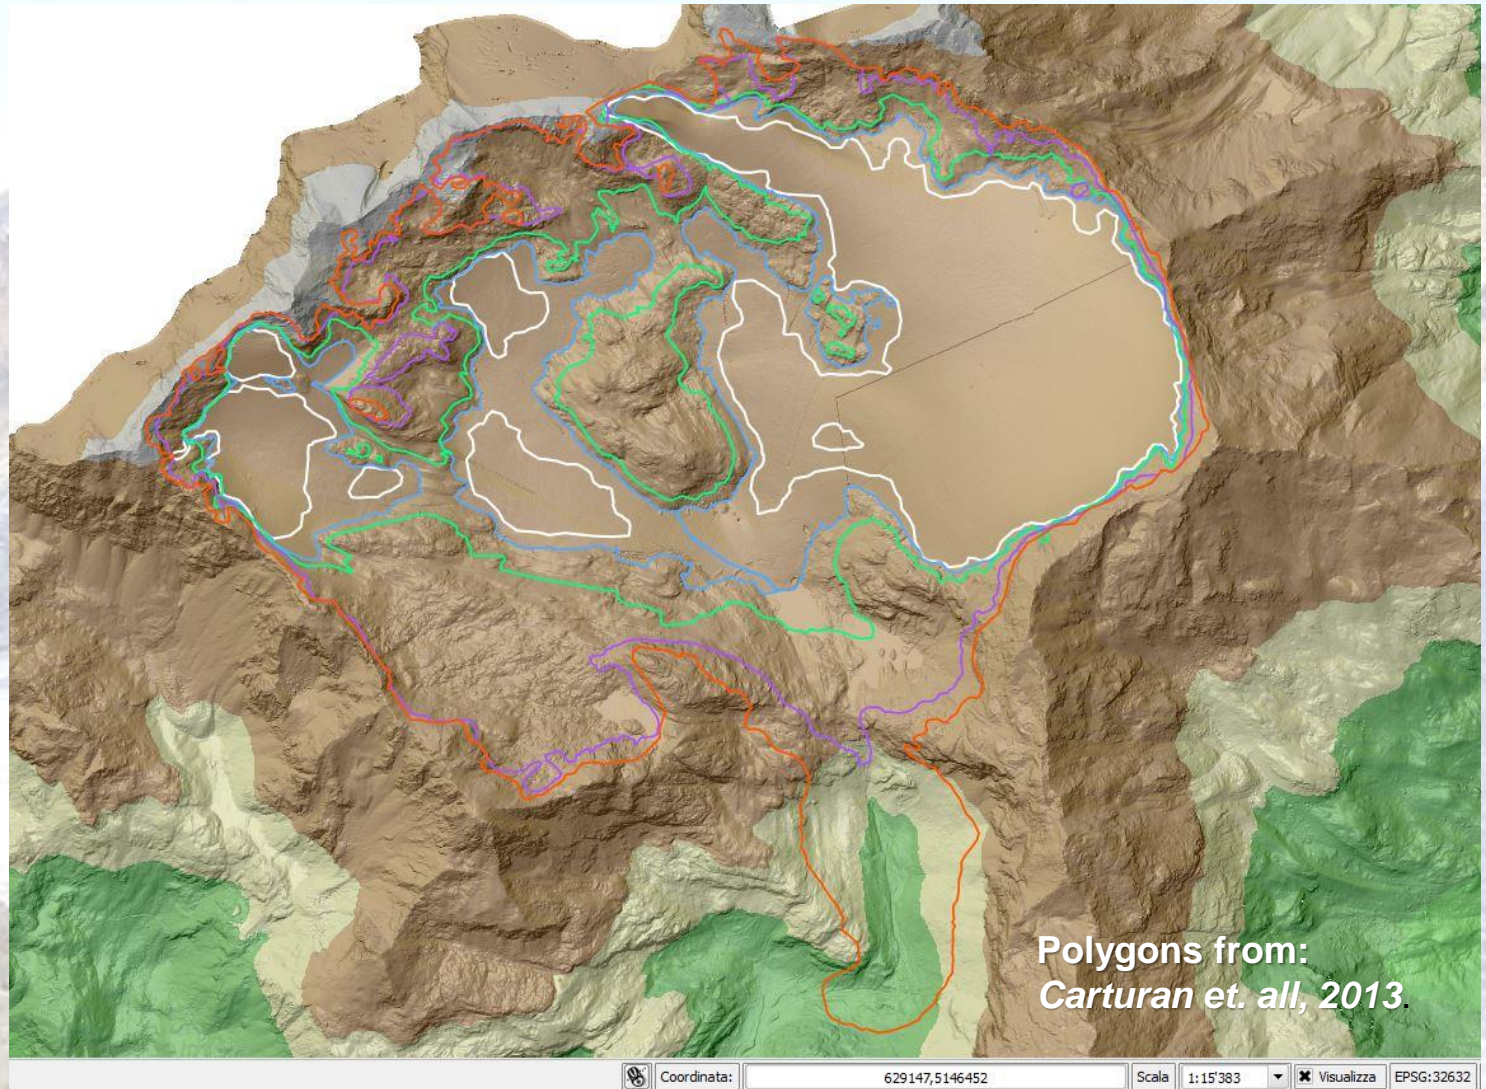 Polygons from:
Carturan et. all, 2013.
Coordinata: 629147,5146452 Scala 1:15'383 Visualizza EPSG:32632